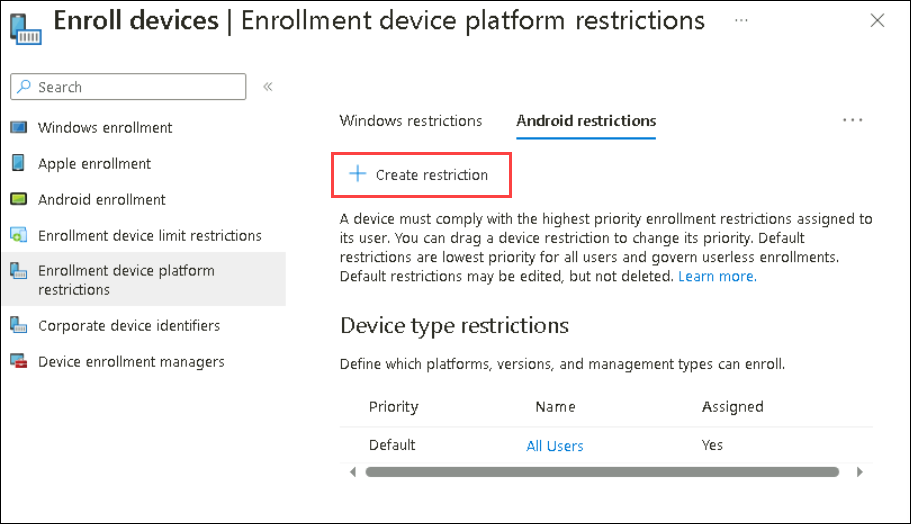 Enroll devices | Enrollment device platform restrictions ...
Search
Windows enrollment
Apple enrollment
Android enrollment
Enrollment device limit restrictions
Enrollment device platform
restrictions
Corporate device identifiers
Device enrollment managers
Windows restrictions Android restrictions ...
Create restriction
A device must comply with the highest priority enrollment restrictions assigned to
its user. You can drag a device restriction to change its priority. Default
restrictions are lowest priority for all users and govern userless enrollments.
Default restrictions may be edited, but not deleted. Learn more.
Device type restrictions
Define which platforms, versions, and management types can enroll.
Priority Name Assigned
Default All Users Yes